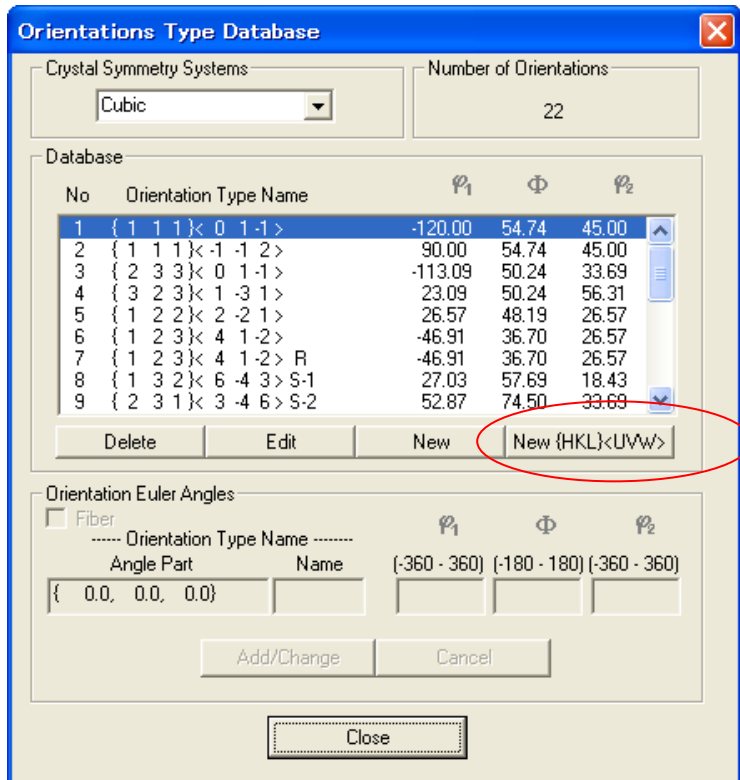 Orientations Type Database
Crystal Symmetry Systems
Number of Orientations
Cubic
22
Database
No Orientation Type Name φ1 Φ φ2
1 { 1 1 1}< 0 1 -1 > -120.00 54.74 45.00
2 { 1 1 1}< -1 -1 2 > 90.00 54.74 45.00
3 { 2 3 3}< 0 1 -1 > -113.09 50.24 33.69
4 { 3 2 3}< 1 -3 1 > 23.09 50.24 56.31
5 { 1 2 2}< 2 -2 1 > 26.57 48.19 26.57
6 { 1 2 3}< 4 1 -2 > -46.91 36.70 26.57
7 { 1 2 3}< 4 1 -2 > R -46.91 36.70 26.57
8 { 1 3 2}< 6 -4 3 > S-1 27.03 57.69 18.43
9 { 2 3 1}< 3 -4 6 > S-2 52.87 74.50 33.69
Delete Edit New New {HKL}<UVW>
Orientation Euler Angles
Fiber
------ Orientation Type Name -------- φ1 Φ φ2
Angle Part Name (-360 - 360) (-180 - 180) (-360 - 360)
{ 0.0, 0.0, 0.0}
Add/Change Cancel
Close